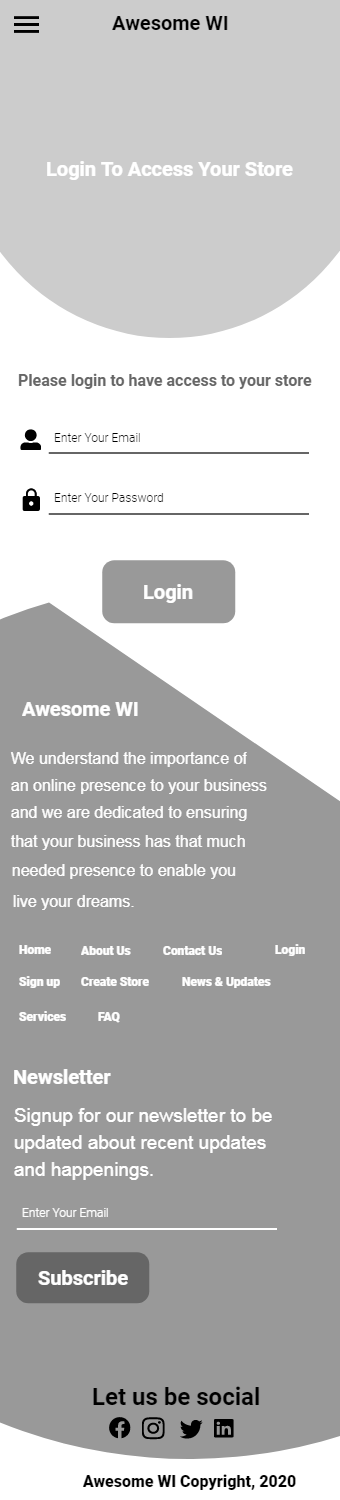 Awesome WI
Login To Access Your Store
Please login to have access to your store
Enter Your Email
Enter Your Password
Login
Awesome WI
We understand the importance of
an online presence to your business
and we are dedicated to ensuring
that your business has that much
needed presence to enable you
live your dreams.
Home About Us Contact Us Login
Sign up Create Store News & Updates
Services FAQ
Newsletter
Signup for our newsletter to be
updated about recent updates
and happenings.
Enter Your Email
Subscribe
Let us be social
Awesome WI Copyright, 2020